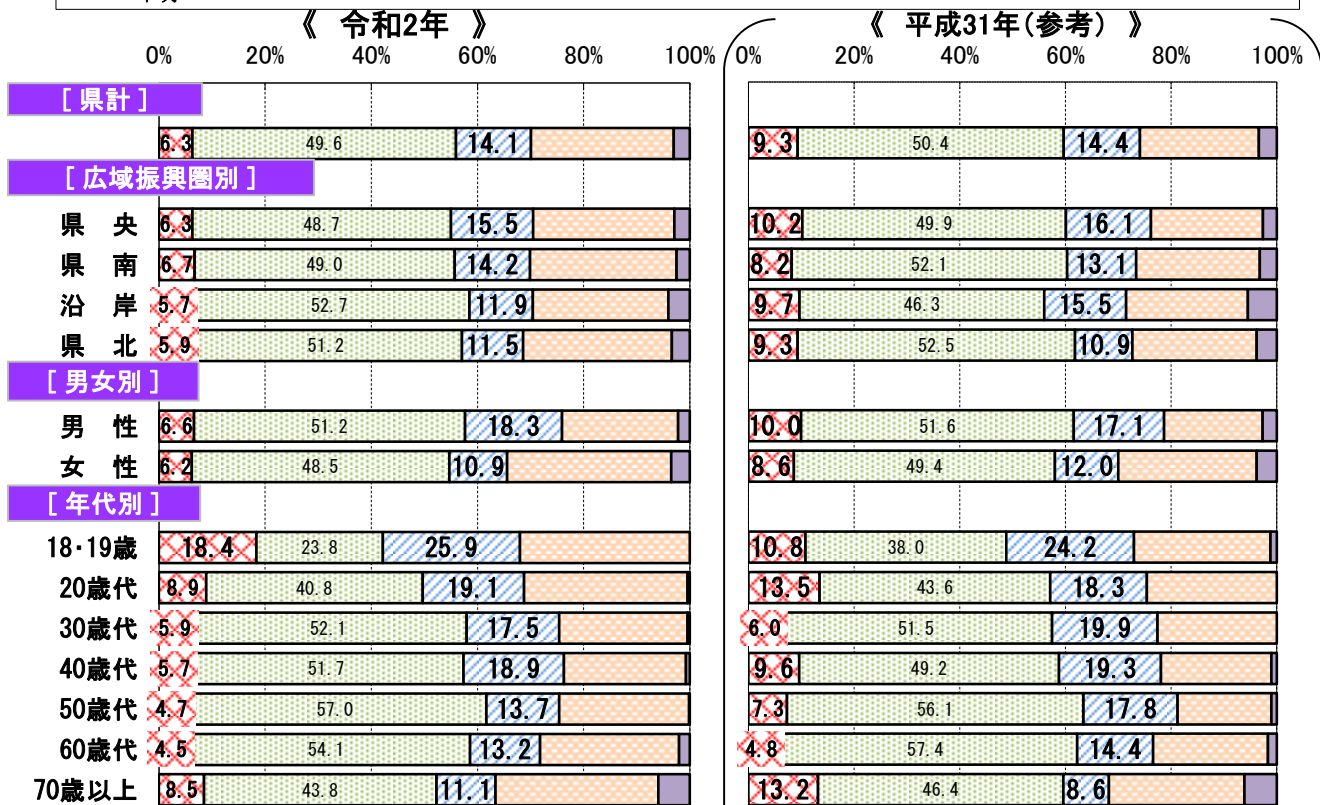 《 令和2年 》 《 平成31年(参考) 》
0% 20% 40% 60% 80% 100% 0% 20% 40% 60% 80% 100%
[ 県計 ]
6.3 49.6 14.1 9.3 50.4 14.4
[ 広域振興圏別 ]
県 央 6.3 48.7 15.5 10.2 49.9 16.1
県 南 6.7 49.0 14.2 8.2 52.1 13.1
沿 岸 5.7 52.7 11.9 9.7 46.3 15.5
県 北 5.9 51.2 11.5 9.3 52.5 10.9
[ 男女別 ]
男 性 6.6 51.2 18.3 10.0 51.6 17.1
女 性 6.2 48.5 10.9 8.6 49.4 12.0
[ 年代別 ]
18・19歳 18.4 23.8 25.9 10.8 38.0 24.2
20歳代 8.9 40.8 19.1 13.5 43.6 18.3
30歳代 5.9 52.1 17.5 6.0 51.5 19.9
40歳代 5.7 51.7 18.9 9.6 49.2 19.3
50歳代 4.7 57.0 13.7 7.3 56.1 17.8
60歳代 4.5 54.1 13.2 4.8 57.4 14.4
70歳以上 8.5 43.8 11.1 13.2 46.4 8.6